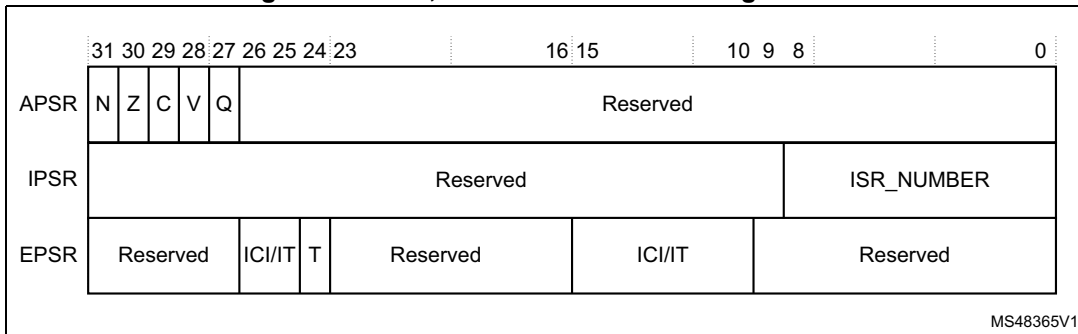 31 30 29 28 27 26 25 24 23 16 15 10 9 8 0
APSR N Z C V Q Reserved
IPSR Reserved ISR_NUMBER
EPSR Reserved ICI/IT T Reserved ICI/IT Reserved
MS48365V1